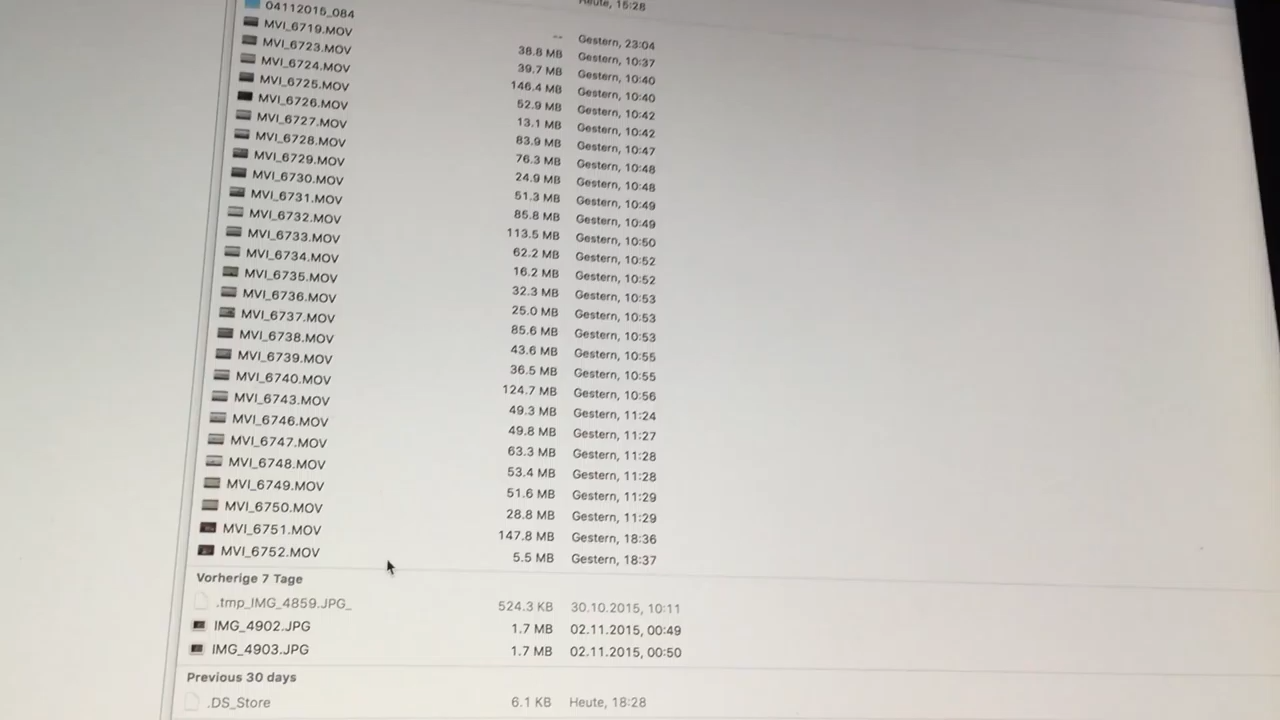 Heute, 15:28
04112015_084 -- Gestern, 23:04
MVI_6719.MOV 38.8 MB Gestern, 10:37
MVI_6723.MOV 39.7 MB Gestern, 10:40
MVI_6724.MOV 146.4 MB Gestern, 10:40
MVI_6725.MOV 52.9 MB Gestern, 10:42
MVI_6726.MOV 13.1 MB Gestern, 10:42
MVI_6727.MOV 83.9 MB Gestern, 10:47
MVI_6728.MOV 76.3 MB Gestern, 10:48
MVI_6729.MOV 24.9 MB Gestern, 10:48
MVI_6730.MOV 51.3 MB Gestern, 10:49
MVI_6731.MOV 85.8 MB Gestern, 10:49
MVI_6732.MOV 113.5 MB Gestern, 10:50
MVI_6733.MOV 62.2 MB Gestern, 10:52
MVI_6734.MOV 16.2 MB Gestern, 10:52
MVI_6735.MOV 32.3 MB Gestern, 10:53
MVI_6736.MOV 25.0 MB Gestern, 10:53
MVI_6737.MOV 85.6 MB Gestern, 10:53
MVI_6738.MOV 43.6 MB Gestern, 10:55
MVI_6739.MOV 36.5 MB Gestern, 10:55
MVI_6740.MOV 124.7 MB Gestern, 10:56
MVI_6743.MOV 49.3 MB Gestern, 11:24
MVI_6746.MOV 49.8 MB Gestern, 11:27
MVI_6747.MOV 63.3 MB Gestern, 11:28
MVI_6748.MOV 53.4 MB Gestern, 11:28
MVI_6749.MOV 51.6 MB Gestern, 11:29
MVI_6750.MOV 28.8 MB Gestern, 11:29
MVI_6751.MOV 147.8 MB Gestern, 18:36
MVI_6752.MOV 5.5 MB Gestern, 18:37
Vorherige 7 Tage
.tmp_IMG_4859.JPG_ 524.3 KB 30.10.2015, 10:11
IMG_4902.JPG 1.7 MB 02.11.2015, 00:49
IMG_4903.JPG 1.7 MB 02.11.2015, 00:50
Previous 30 days
.DS_Store 6.1 KB Heute, 18:28